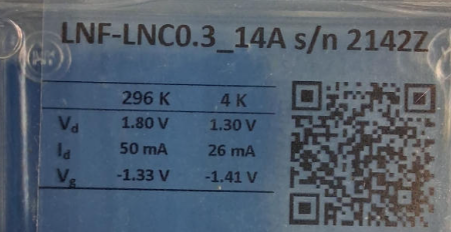 LNF-LNC0.3_14A s/n 2142Z
296 K 4 K
Vd 1.80 V 1.30 V
Id 50 mA 26 mA
Vg -1.33 V -1.41 V